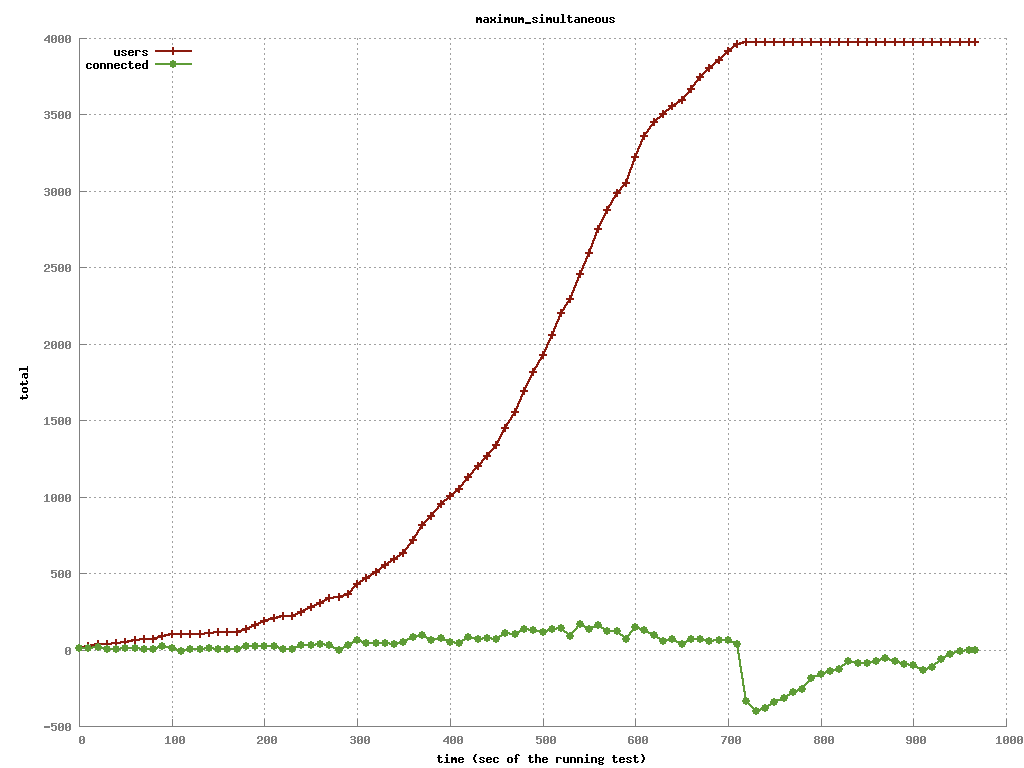 maximum_simultaneous
users
connected
4000
3500
3000
2500
2000
1500
1000
500
0
-500
total
0 100 200 300 400 500 600 700 800 900 1000
time (sec of the running test)